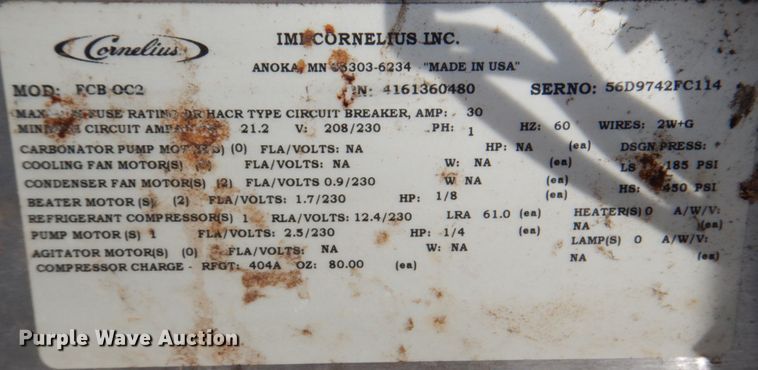 Cornelius
IMI CORNELIUS INC.
ANOKA, MN 55303-6234 "MADE IN USA"
MOD: FCB OC2 N: 4161360480 SERNO: 56D9742FC114
MAX FUSE RATING OR HACR TYPE CIRCUIT BREAKER, AMP: 30
MINIMUM CIRCUIT 21.2 V: 208/230 PH: 1 HZ: 60 WIRES: 2W+G
CARBONATOR PUMP MOTOR(S) (0) FLA/VOLTS: NA HP: NA (ea) DSGN PRESS:
COOLING FAN MOTOR(S) FLA/VOLTS: NA W: NA (ea) LS 185 PSI
CONDENSER FAN MOTOR(S) (2) FLA/VOLTS 0.9/230 W NA (ea) HS: 450 PSI
BEATER MOTOR (S) (2) FLA/VOLTS: 1.7/230 HP: 1/8 (ea)
REFRIGERANT COMPRESSOR(S) 1 RLA/VOLTS: 12.4/230 LRA 61.0 (ea) HEATER(S) 0 A/W/V:
NA (ea)
PUMP MOTOR (S) 1 FLA/VOLTS: 2.5/230 HP: 1/4 (ea)
LAMP(S) 0 A/W/V:
AGITATOR MOTOR(S) (0) FLA/VOLTS: NA W: NA
NA (ea)
COMPRESSOR CHARGE - RFGT: 404A OZ: 80.00 (ea)
Purple Wave Auction